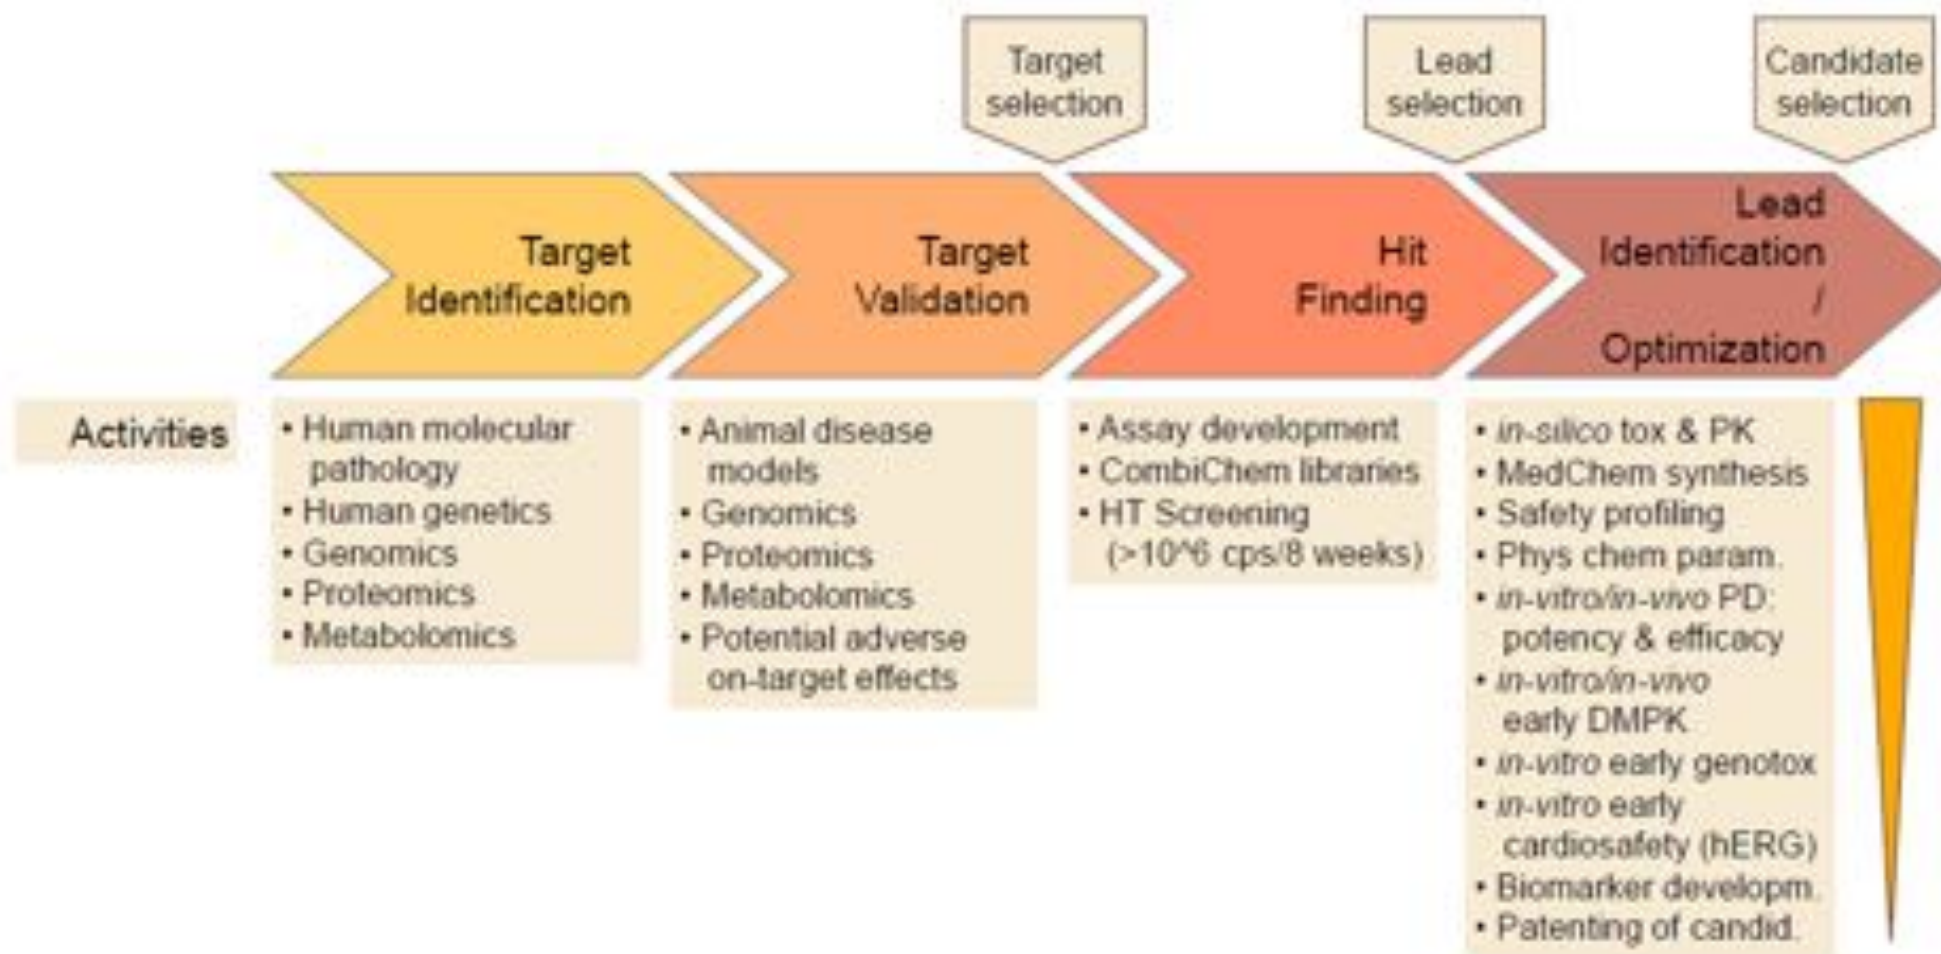 Target
selection
Lead
selection
Candidate
selection
Target
Identification
Target
Validation
Hit
Finding
Lead
Identification
/
Optimization
Activities
• Human molecular
pathology
• Human genetics
• Genomics
• Proteomics
• Metabolomics
• Animal disease
models
• Genomics
• Proteomics
• Metabolomics
• Potential adverse
on-target effects
• Assay development
• CombiChem libraries
• HT Screening
(>10^6 cps/8 weeks)
• in-silico tox & PK
• MedChem synthesis
• Safety profiling
• Phys chem param.
• in-vitro/in-vivo PD:
potency & efficacy
• in-vitro/in-vivo
early DMPK
• in-vitro early genotox
• in-vitro early
cardiosafety (hERG)
• Biomarker developm.
• Patenting of candid.